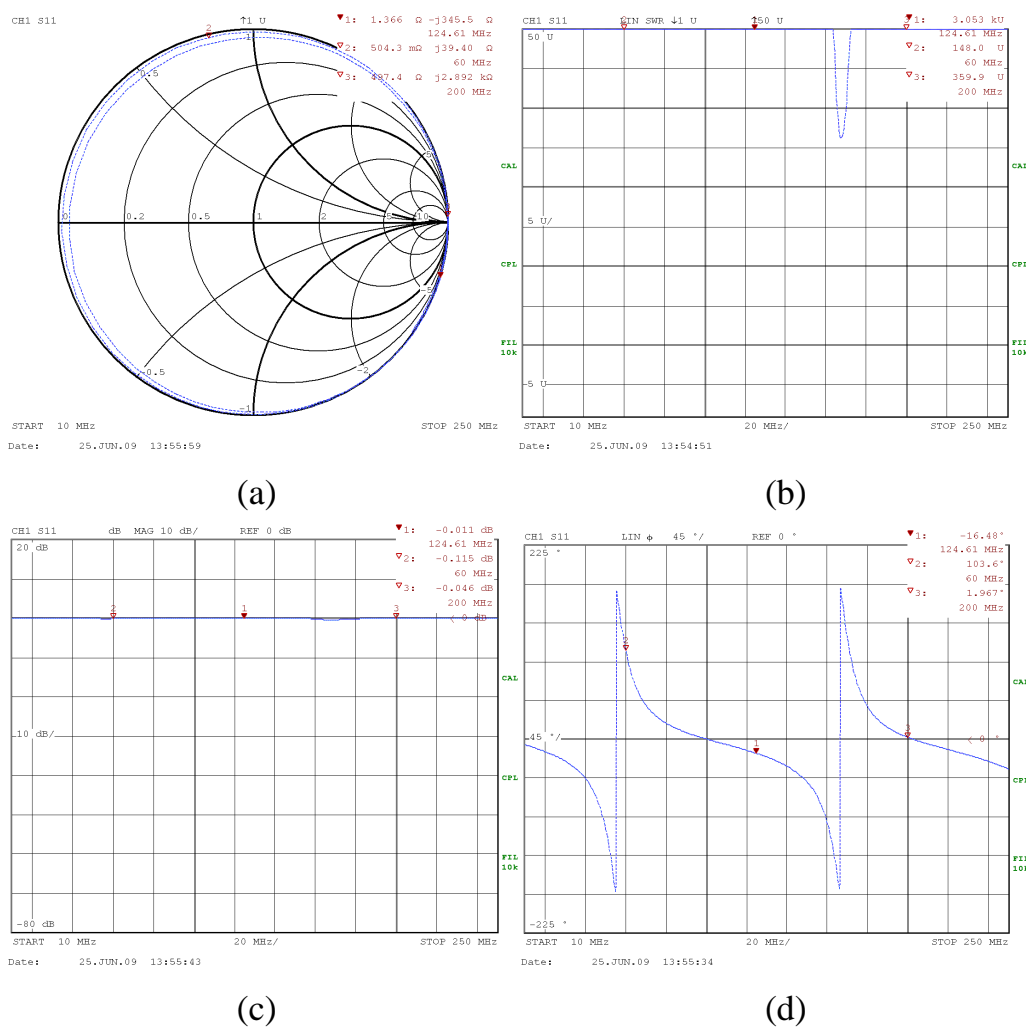 CH1 S11
↑1 U
1: 1.366 Ω -j345.5 Ω
124.61 MHz
2: 504.3 mΩ j39.40 Ω
60 MHz
3: 497.4 Ω j2.892 kΩ
200 MHz
2
1
0.5
5
0 0.2 0.5 1 2 5 10
-5
-0.5
-2
-1
START 10 MHz STOP 250 MHz
Date: 25.JUN.09 13:55:59
(a)
CH1 S11 LIN SWR ↓1 U ↑50 U
1: 3.053 kU
124.61 MHz
2: 148.0 U
60 MHz
3: 359.9 U
200 MHz
50 U
CAL
5 U/
CPL
FIL
10k
-5 U
START 10 MHz 20 MHz/ STOP 250 MHz
Date: 25.JUN.09 13:54:51
(b)
CH1 S11 dB MAG 10 dB/ REF 0 dB
1: -0.011 dB
124.61 MHz
2: -0.115 dB
60 MHz
3: -0.046 dB
200 MHz
20 dB
2 1 3
0 dB
CAL
10 dB/
CPL
FIL
10k
-80 dB
START 10 MHz 20 MHz/ STOP 250 MHz
Date: 25.JUN.09 13:55:43
(c)
CH1 S11 LIN ϕ 45 °/ REF 0 °
1: -16.48°
124.61 MHz
2: 103.6°
60 MHz
3: 1.967°
200 MHz
225 °
2
CAL
45 °/
1
3
0 °
CPL
FIL
10k
-225 °
START 10 MHz 20 MHz/ STOP 250 MHz
Date: 25.JUN.09 13:55:34
(d)